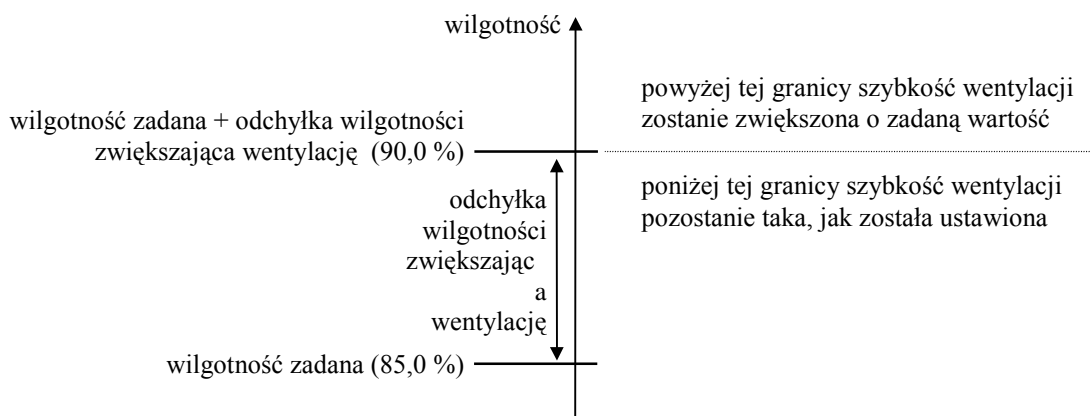 wilgotność
powyżej tej granicy szybkość wentylacji
zostanie zwiększona o zadaną wartość
wilgotność zadana + odchyłka wilgotności
zwiększająca wentylację (90,0 %)
poniżej tej granicy szybkość wentylacji
pozostanie taka, jak została ustawiona
odchyłka
wilgotności
zwiększając
a
wentylację
wilgotność zadana (85,0 %)